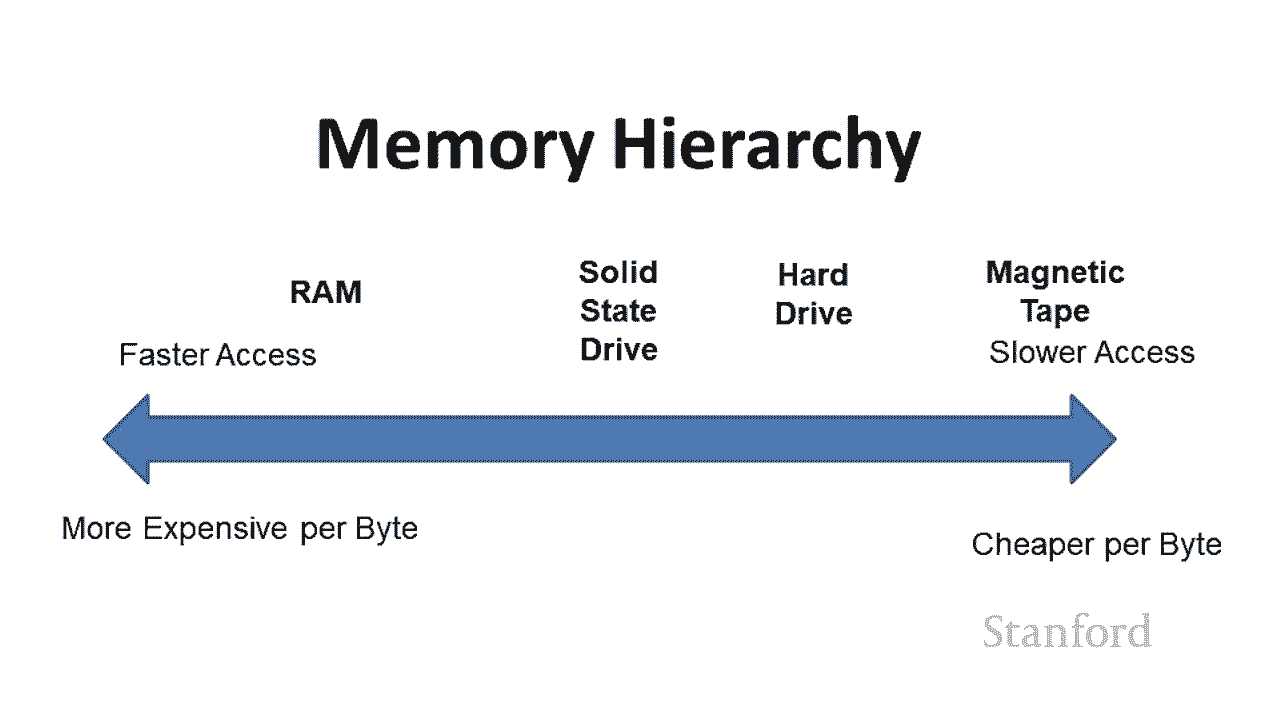 Memory Hierarchy
RAM
Solid
State
Drive
Hard
Drive
Magnetic
Tape
Faster Access
Slower Access
More Expensive per Byte
Cheaper per Byte
Stanford